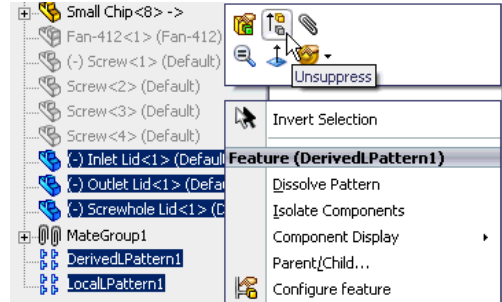 Small Chip<8> ->
Fan-412<1> (Fan-412)
(-) Screw<1> (Default)
Screw<2> (Default)
Screw<3> (Default)
Screw<4> (Default)
(-) Inlet Lid<1> (Defaul
(-) Outlet Lid<1> (Defa
(-) Screwhole Lid<1> (D
MateGroup1
DerivedLPattern1
LocalLPattern1
Unsuppress
Invert Selection
Feature (DerivedLPattern1)
Dissolve Pattern
Isolate Components
Component Display
Parent/Child...
Configure feature